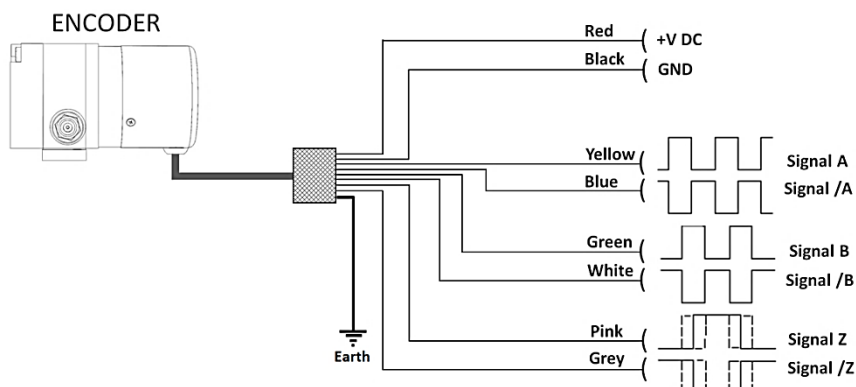 ENCODER
Red +V DC
Black GND
Yellow Signal A
Blue Signal /A
Green Signal B
White Signal /B
Pink Signal Z
Grey Signal /Z
Earth